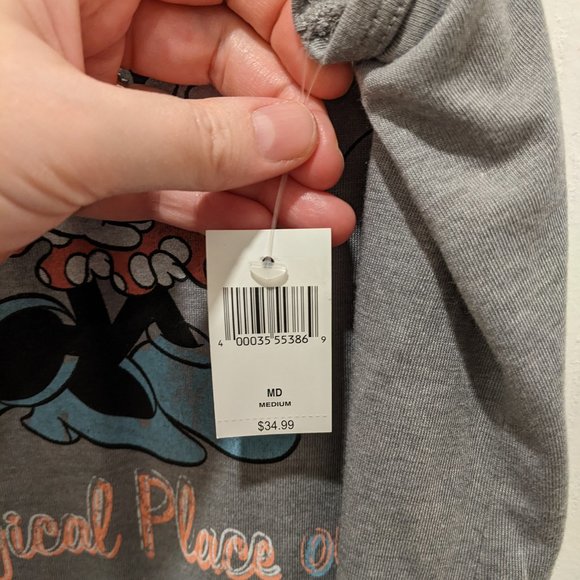 4 00035 55386 9
MD
MEDIUM
$34.99
gical Place o